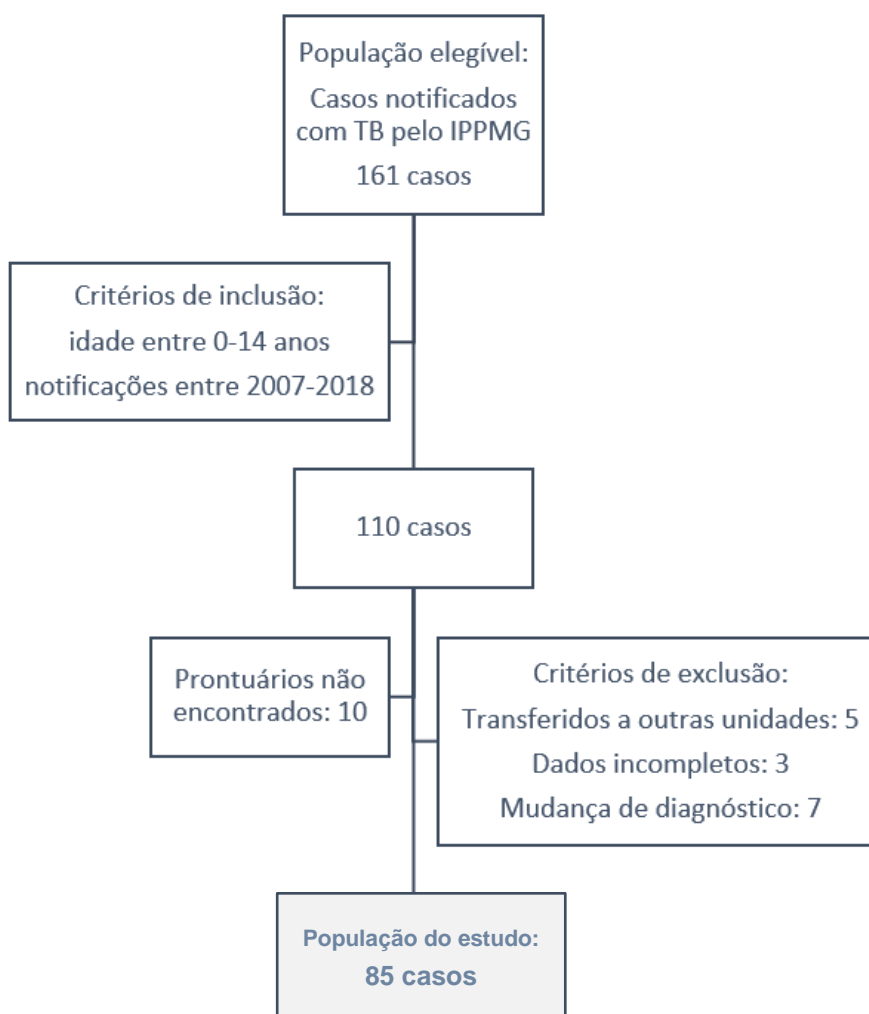 População elegível:
Casos notificados
com TB pelo IPPMG
161 casos
Critérios de inclusão:
idade entre 0-14 anos
notificações entre 2007-2018
110 casos
Prontuários não
encontrados: 10
Critérios de exclusão:
Transferidos a outras unidades: 5
Dados incompletos: 3
Mudança de diagnóstico: 7
População do estudo:
85 casos